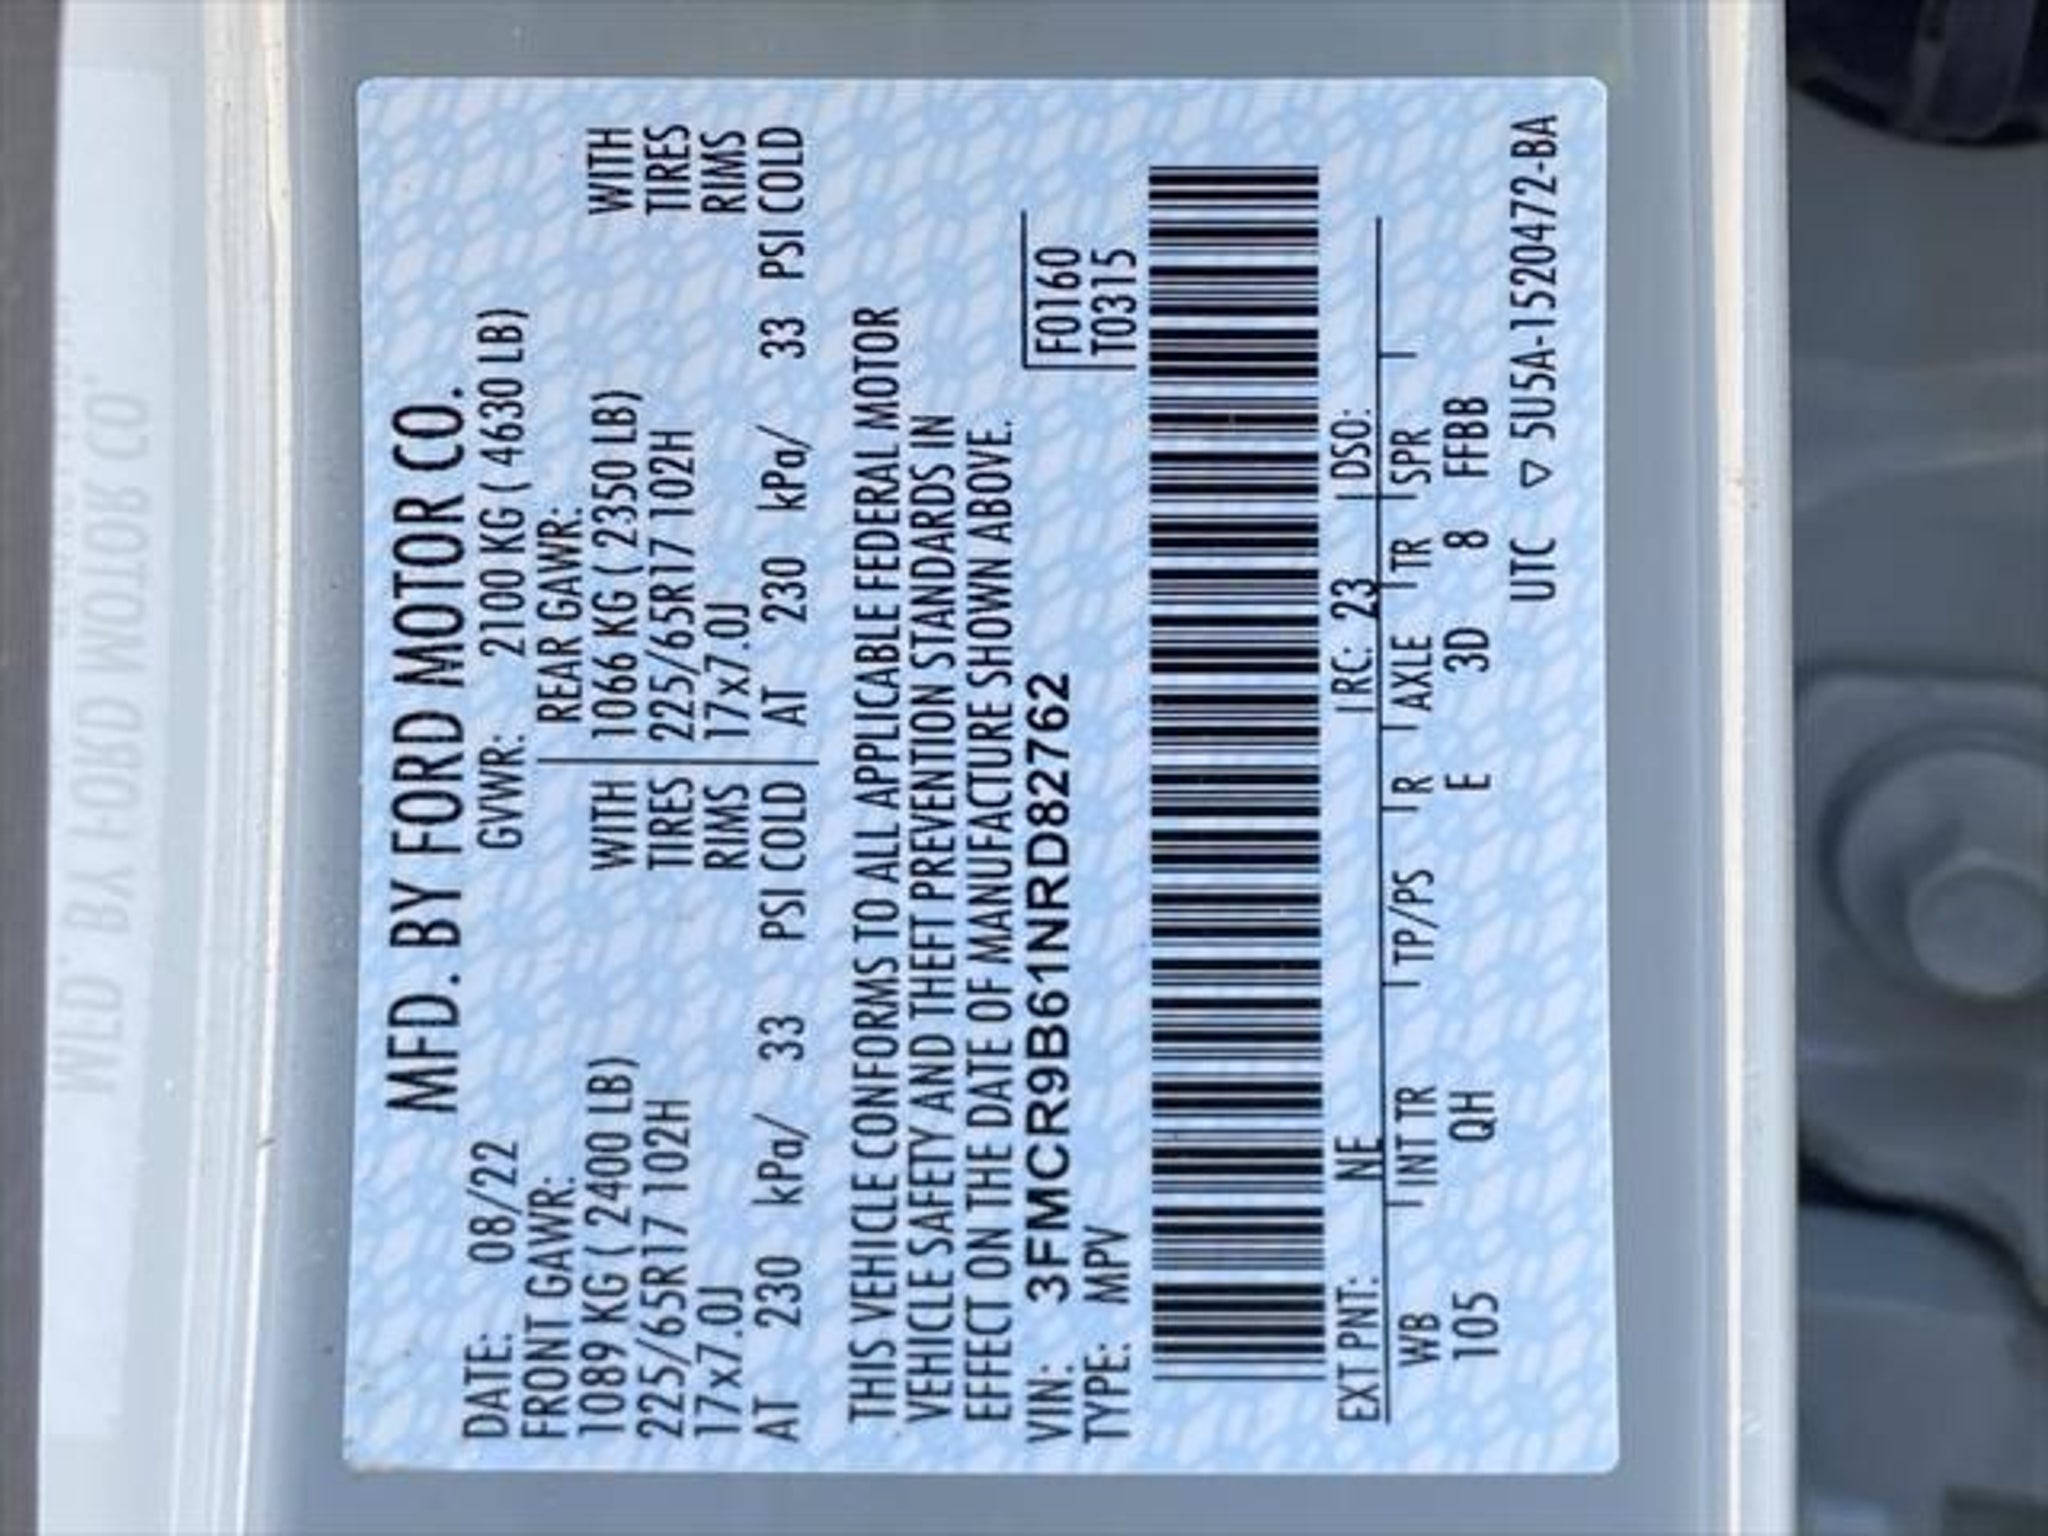 MFD. BY FORD MOTOR CO.
DATE: 08/22 GVWR: 2100 KG ( 4630 LB)
FRONT GAWR: REAR GAWR:
1089 KG ( 2400 LB) WITH 1066 KG ( 2350 LB) WITH
225/65R17 102H TIRES 225/65R17 102H TIRES
17x7.0J RIMS 17x7.0J RIMS
AT 230 kPa/ 33 PSI COLD AT 230 kPa/ 33 PSI COLD
THIS VEHICLE CONFORMS TO ALL APPLICABLE FEDERAL MOTOR
VEHICLE SAFETY AND THEFT PREVENTION STANDARDS IN
EFFECT ON THE DATE OF MANUFACTURE SHOWN ABOVE.
VIN: 3FMCR9B61NRD82762 F0160
TYPE: MPV T0315
EXT PNT: NE RC: 23 DSO:
WB INT TR TP/PS R AXLE TR SPR
105 QH E 3D 8 FFBB
UTC ▽ 5U5A-1520472-BA
MFD. BY FORD MOTOR CO.